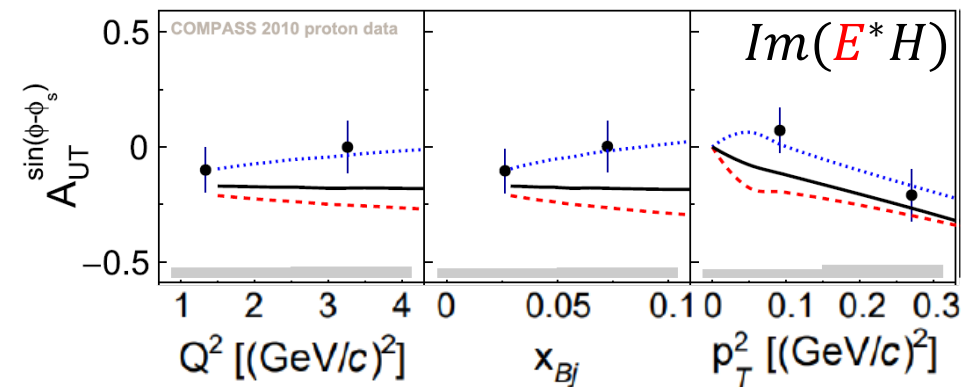 COMPASS 2010 proton data
Im(E*H)
A_UT^sin(ϕ-ϕ_s)
0.5
0
−0.5
1 2 3 4
0 0.05 0.1
0 0.1 0.2 0.3
Q² [(GeV/c)²]
x_Bj
p_T² [(GeV/c)²]